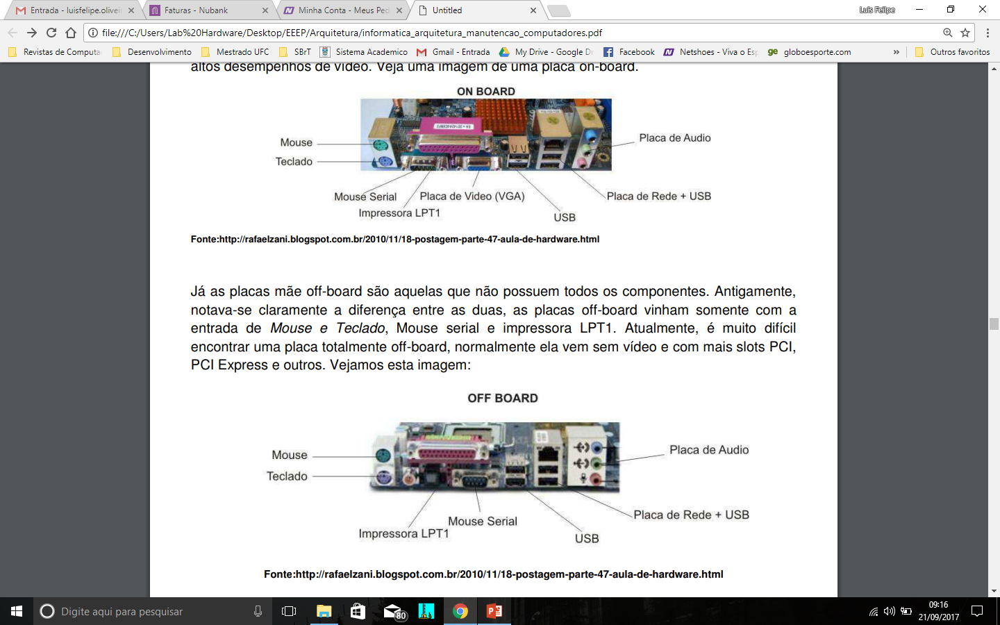 Entrada - luisfelipe.olivei
Faturas - Nubank
Minha Conta - Meus Ped
Untitled
Luis Felipe
file:///C:/Users/Lab%20Hardware/Desktop/EEEP/Arquitetura/informatica_arquitetura_manutencao_computadores.pdf
Revistas de Computa
Desenvolvimento
Mestrado UFC
SBrT
Sistema Academico
Gmail - Entrada
My Drive - Google Dr
Facebook
Netshoes - Viva o Esp
ge globoesporte.com
»
Outros favoritos
altos desempenhos de vídeo. Veja uma imagem de uma placa on-board.
ON BOARD
Mouse
Teclado
Placa de Audio
Mouse Serial
Placa de Video (VGA)
Placa de Rede + USB
Impressora LPT1
USB
Fonte:http://rafaelzani.blogspot.com.br/2010/11/18-postagem-parte-47-aula-de-hardware.html
Já as placas mãe off-board são aquelas que não possuem todos os componentes. Antigamente,
notava-se claramente a diferença entre as duas, as placas off-board vinham somente com a
entrada de Mouse e Teclado, Mouse serial e impressora LPT1. Atualmente, é muito difícil
encontrar uma placa totalmente off-board, normalmente ela vem sem vídeo e com mais slots PCI,
PCI Express e outros. Vejamos esta imagem:
OFF BOARD
Mouse
Teclado
Placa de Audio
Placa de Rede + USB
Mouse Serial
Impressora LPT1
USB
Fonte:http://rafaelzani.blogspot.com.br/2010/11/18-postagem-parte-47-aula-de-hardware.html
Digite aqui para pesquisar
80
09:16
21/09/2017